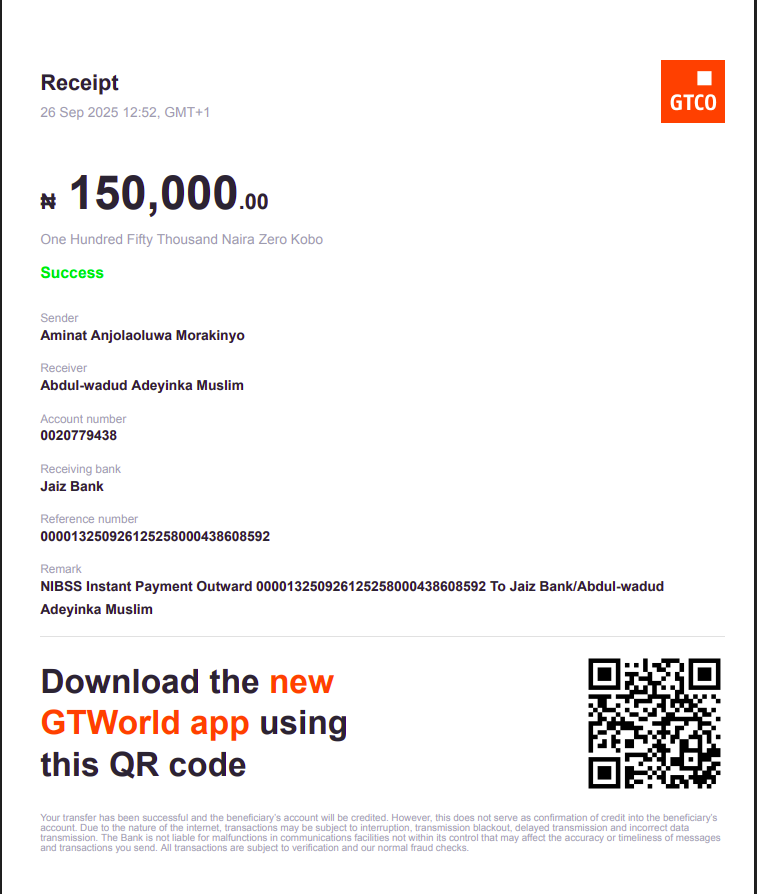 Receipt
26 Sep 2025 12:52, GMT+1
GTCO
₦ 150,000.00
One Hundred Fifty Thousand Naira Zero Kobo
Success
Sender
Aminat Anjolaoluwa Morakinyo
Receiver
Abdul-wadud Adeyinka Muslim
Account number
0020779438
Receiving bank
Jaiz Bank
Reference number
000013250926125258000438608592
Remark
NIBSS Instant Payment Outward 000013250926125258000438608592 To Jaiz Bank/Abdul-wadud
Adeyinka Muslim
Download the new
GTWorld app using
this QR code
Your transfer has been successful and the beneficiary's account will be credited. However, this does not serve as confirmation of credit into the beneficiary's
account. Due to the nature of the internet, transactions may be subject to interruption, transmission blackout, delayed transmission and incorrect data
transmission. The Bank is not liable for malfunctions in communications facilities not within its control that may affect the accuracy or timeliness of messages
and transactions you send. All transactions are subject to verification and our normal fraud checks.